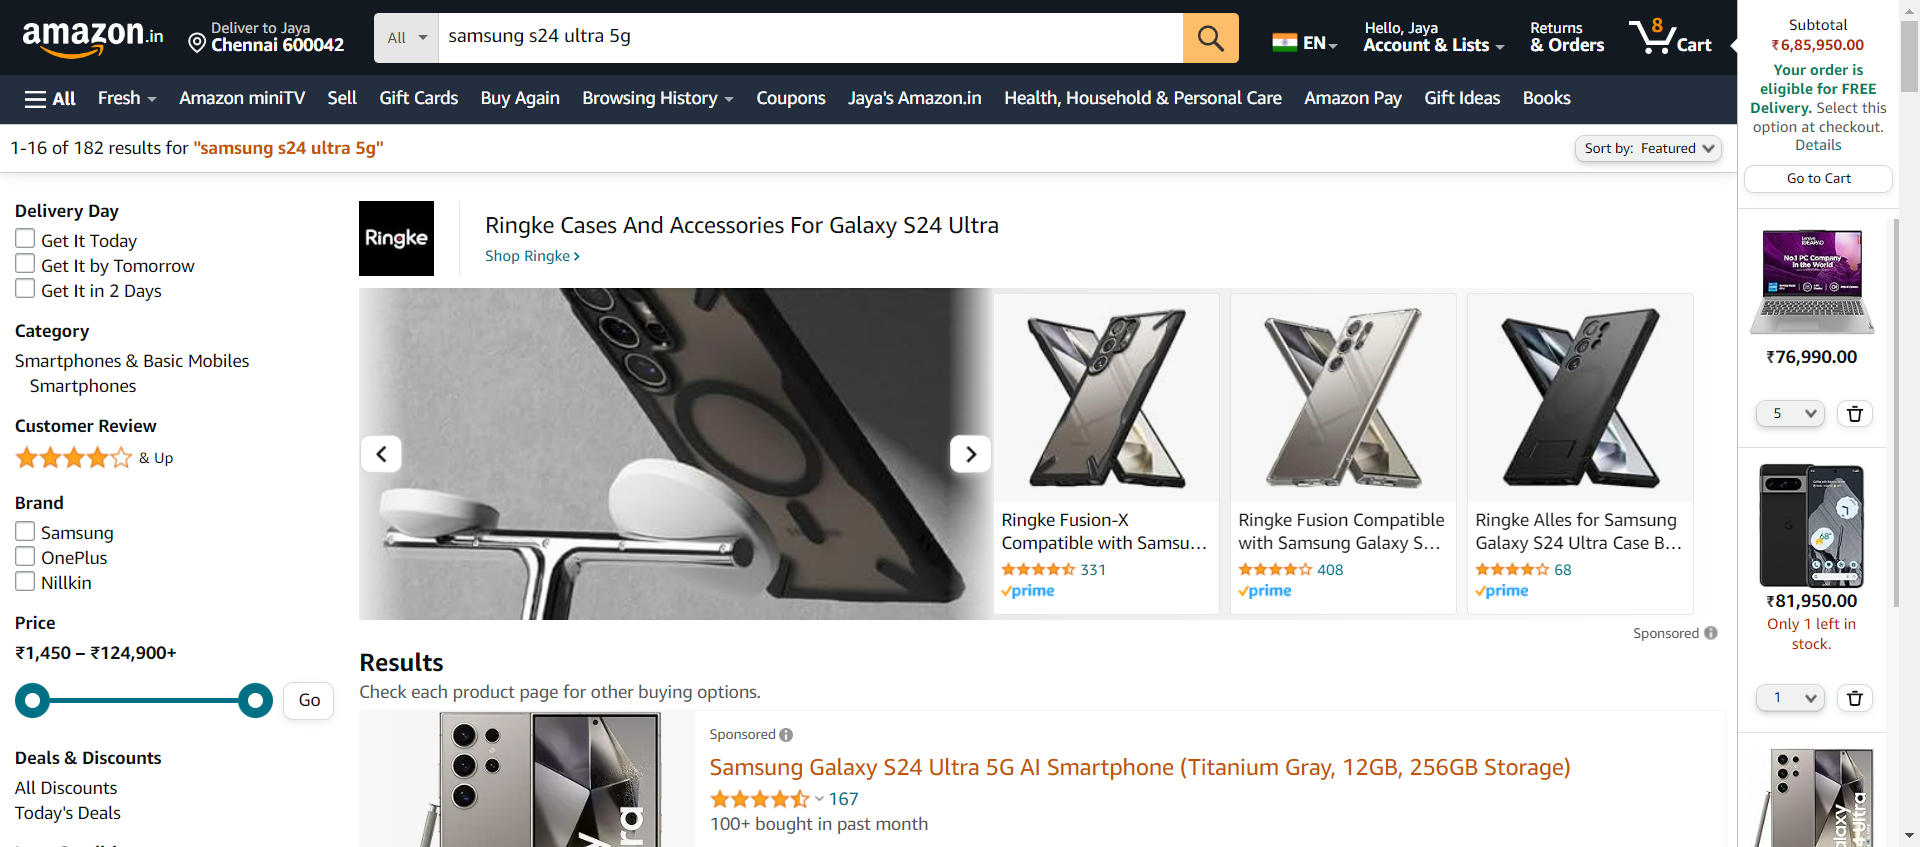 amazon.in
Deliver to Jaya
Chennai 600042
All
samsung s24 ultra 5g
EN
Hello, Jaya
Account & Lists
Returns
& Orders
8
Cart
All
Fresh
Amazon miniTV
Sell
Gift Cards
Buy Again
Browsing History
Coupons
Jaya's Amazon.in
Health, Household & Personal Care
Amazon Pay
Gift Ideas
Books
1-16 of 182 results for "samsung s24 ultra 5g"
Sort by: Featured
Delivery Day
Get It Today
Get It by Tomorrow
Get It in 2 Days
Category
Smartphones & Basic Mobiles
Smartphones
Customer Review
& Up
Brand
Samsung
OnePlus
Nillkin
Price
₹1,450 – ₹124,900+
Go
Deals & Discounts
All Discounts
Today's Deals
Ringke
Ringke Cases And Accessories For Galaxy S24 Ultra
Shop Ringke
Ringke Fusion-X
Compatible with Samsu...
331
prime
Ringke Fusion Compatible
with Samsung Galaxy S...
408
prime
Ringke Alles for Samsung
Galaxy S24 Ultra Case B...
68
prime
Sponsored
Results
Check each product page for other buying options.
Sponsored
Samsung Galaxy S24 Ultra 5G AI Smartphone (Titanium Gray, 12GB, 256GB Storage)
167
100+ bought in past month
Subtotal
₹6,85,950.00
Your order is
eligible for FREE
Delivery. Select this
option at checkout.
Details
Go to Cart
Lenovo
IDEAPAD
No.1 PC Company
in the World
₹76,990.00
5
68°
₹81,950.00
Only 1 left in
stock.
1